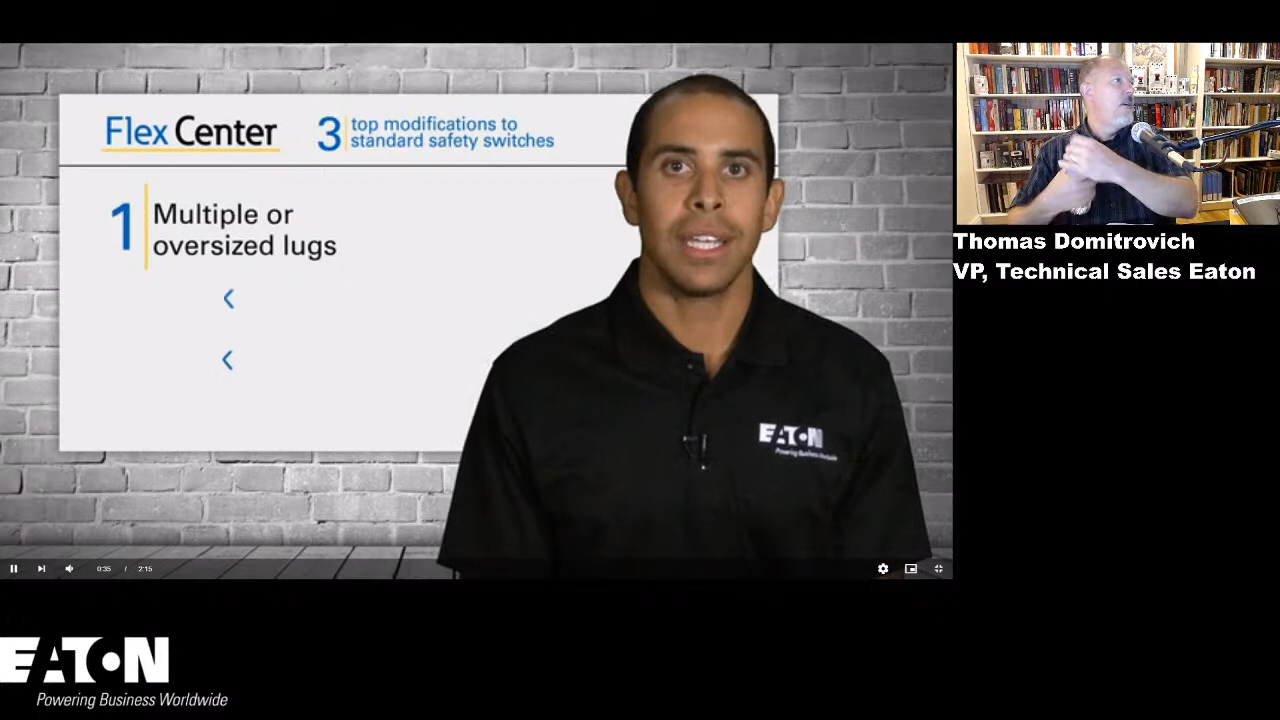 Flex Center
3 top modifications to
standard safety switches
1 Multiple or
oversized lugs
EATON
Powering Business Worldwide
0:35 / 2:15
Thomas Domitrovich
VP, Technical Sales Eaton
EATON
Powering Business Worldwide